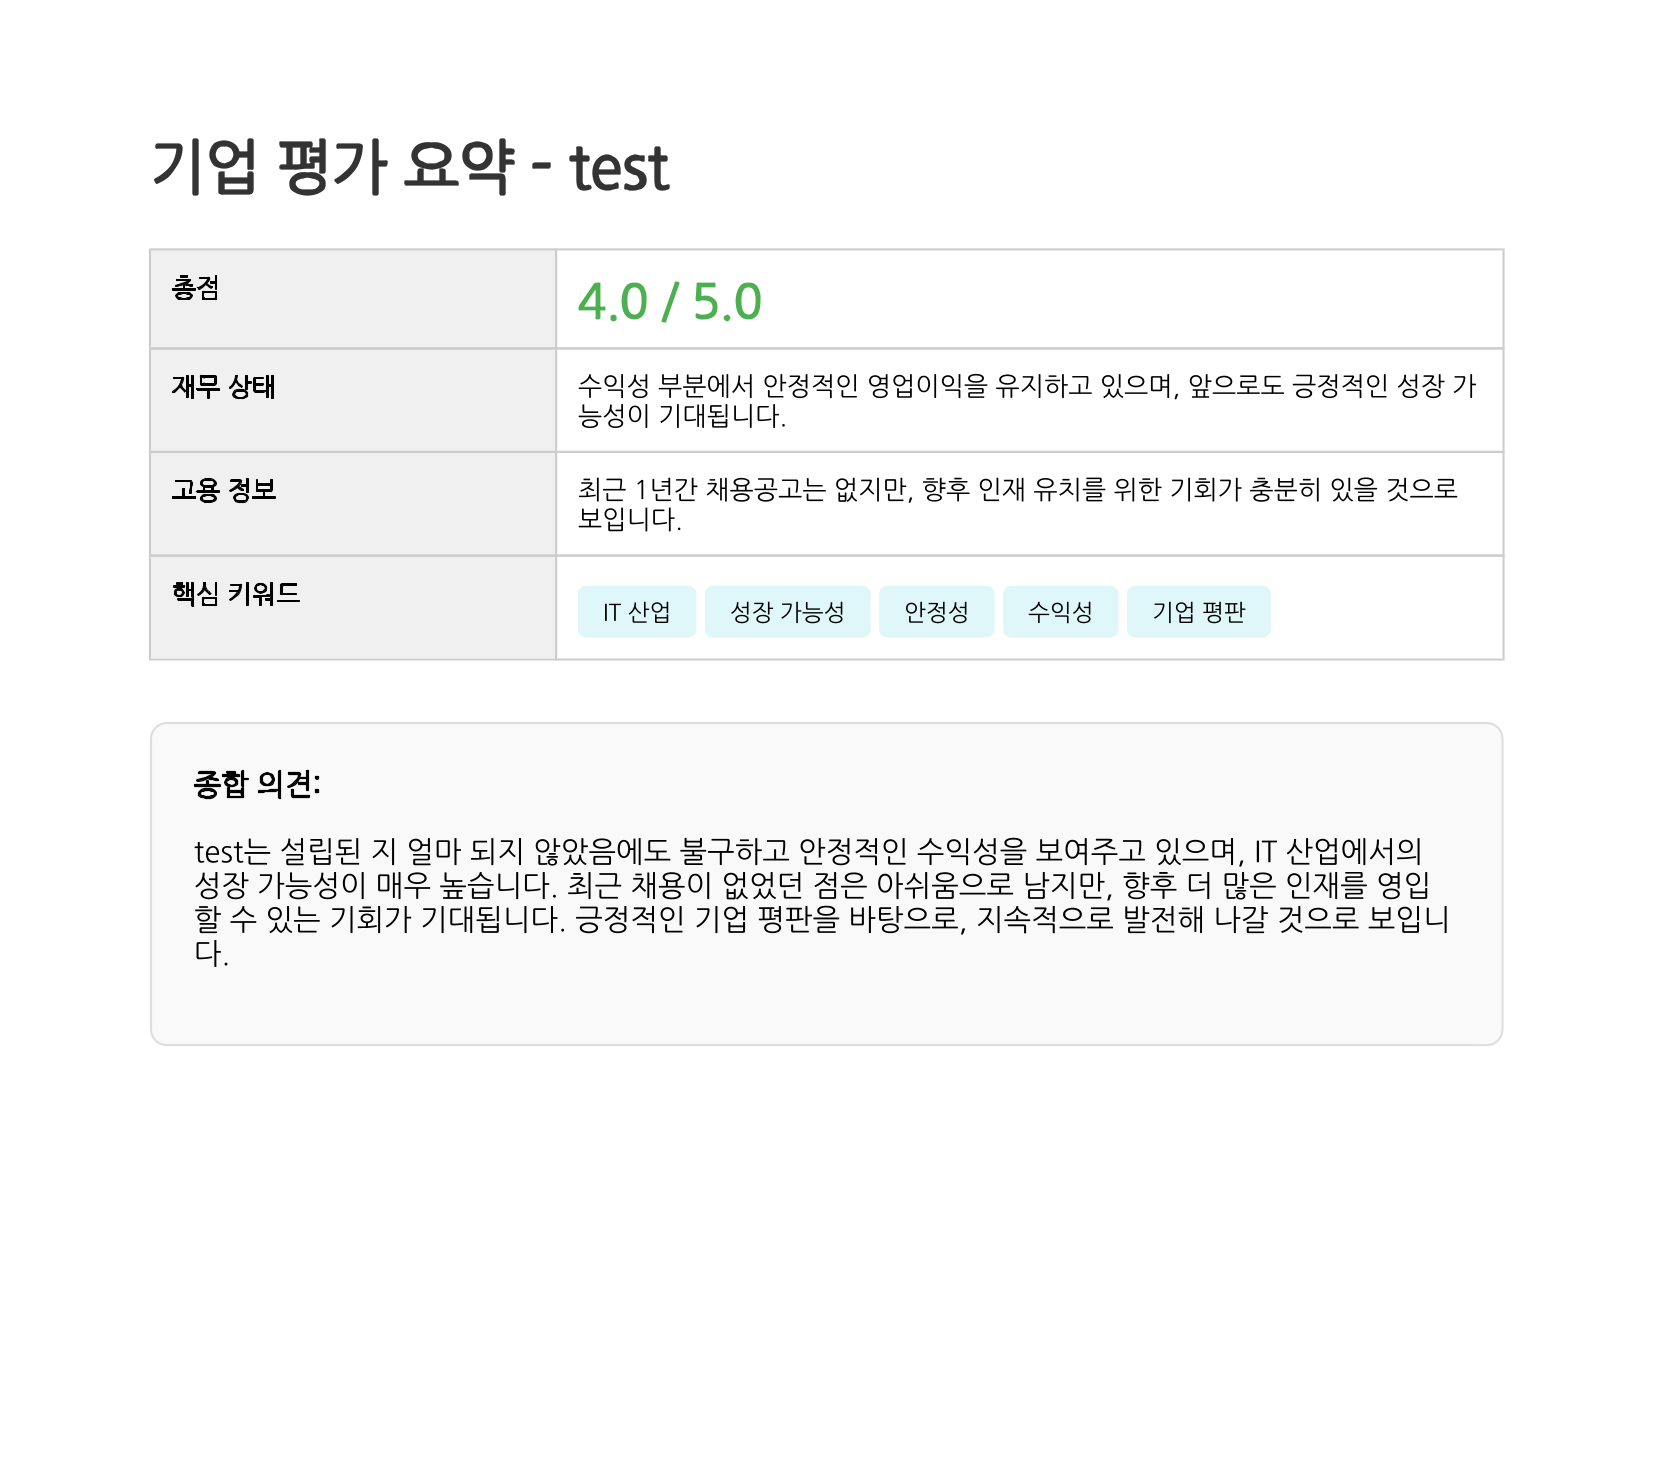 기업 평가 요약 - test
총점
4.0 / 5.0
재무 상태
수익성 부분에서 안정적인 영업이익을 유지하고 있으며, 앞으로도 긍정적인 성장 가
능성이 기대됩니다.
고용 정보
최근 1년간 채용공고는 없지만, 향후 인재 유치를 위한 기회가 충분히 있을 것으로
보입니다.
핵심 키워드
IT 산업 성장 가능성 안정성 수익성 기업 평판
종합 의견:
test는 설립된 지 얼마 되지 않았음에도 불구하고 안정적인 수익성을 보여주고 있으며, IT 산업에서의
성장 가능성이 매우 높습니다. 최근 채용이 없었던 점은 아쉬움으로 남지만, 향후 더 많은 인재를 영입
할 수 있는 기회가 기대됩니다. 긍정적인 기업 평판을 바탕으로, 지속적으로 발전해 나갈 것으로 보입니
다.